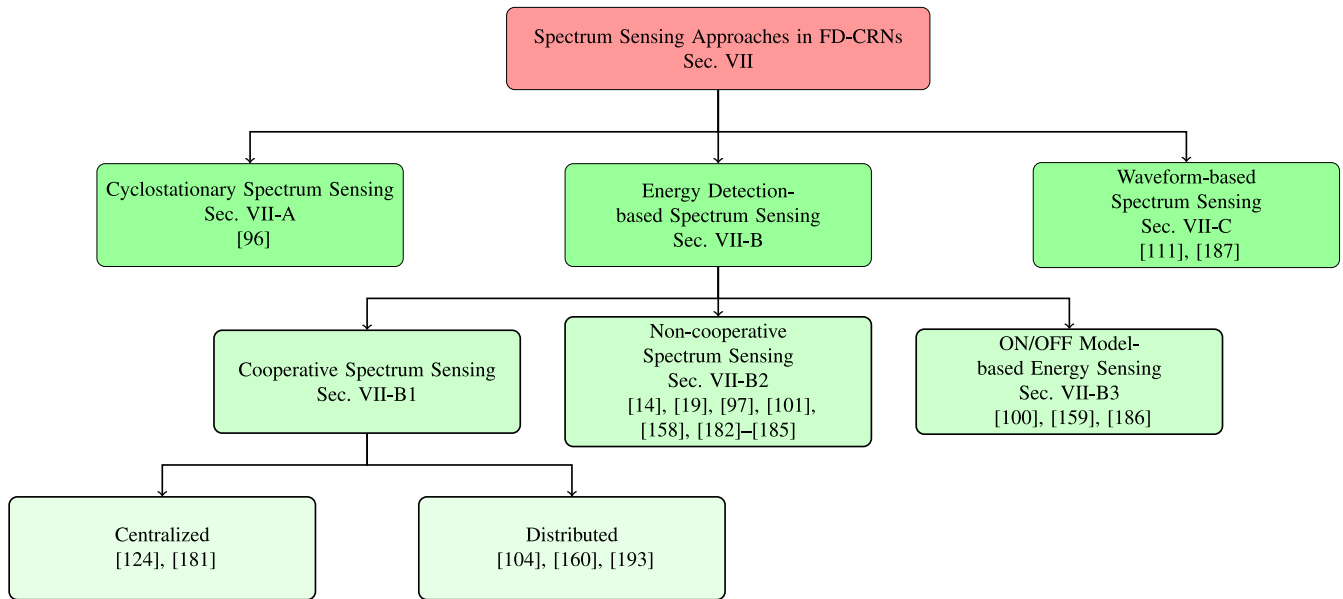 Spectrum Sensing Approaches in FD-CRNs
Sec. VII
Cyclostationary Spectrum Sensing
Sec. VII-A
[96]
Energy Detection-
based Spectrum Sensing
Sec. VII-B
Waveform-based
Spectrum Sensing
Sec. VII-C
[111], [187]
Cooperative Spectrum Sensing
Sec. VII-B1
Non-cooperative
Spectrum Sensing
Sec. VII-B2
[14], [19], [97], [101],
[158], [182]–[185]
ON/OFF Model-
based Energy Sensing
Sec. VII-B3
[100], [159], [186]
Centralized
[124], [181]
Distributed
[104], [160], [193]